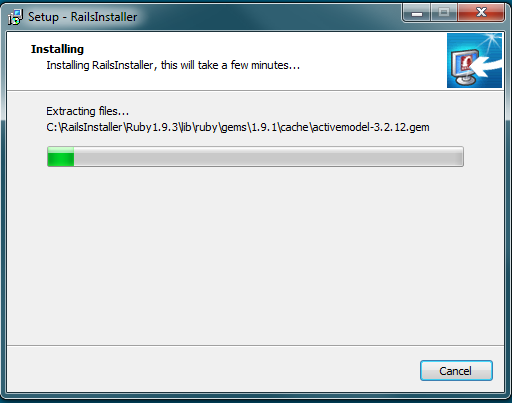 Setup - RailsInstaller
Installing
Installing RailsInstaller, this will take a few minutes...
Extracting files...
C:\RailsInstaller\Ruby1.9.3\lib\ruby\gems\1.9.1\cache\activemodel-3.2.12.gem
Cancel